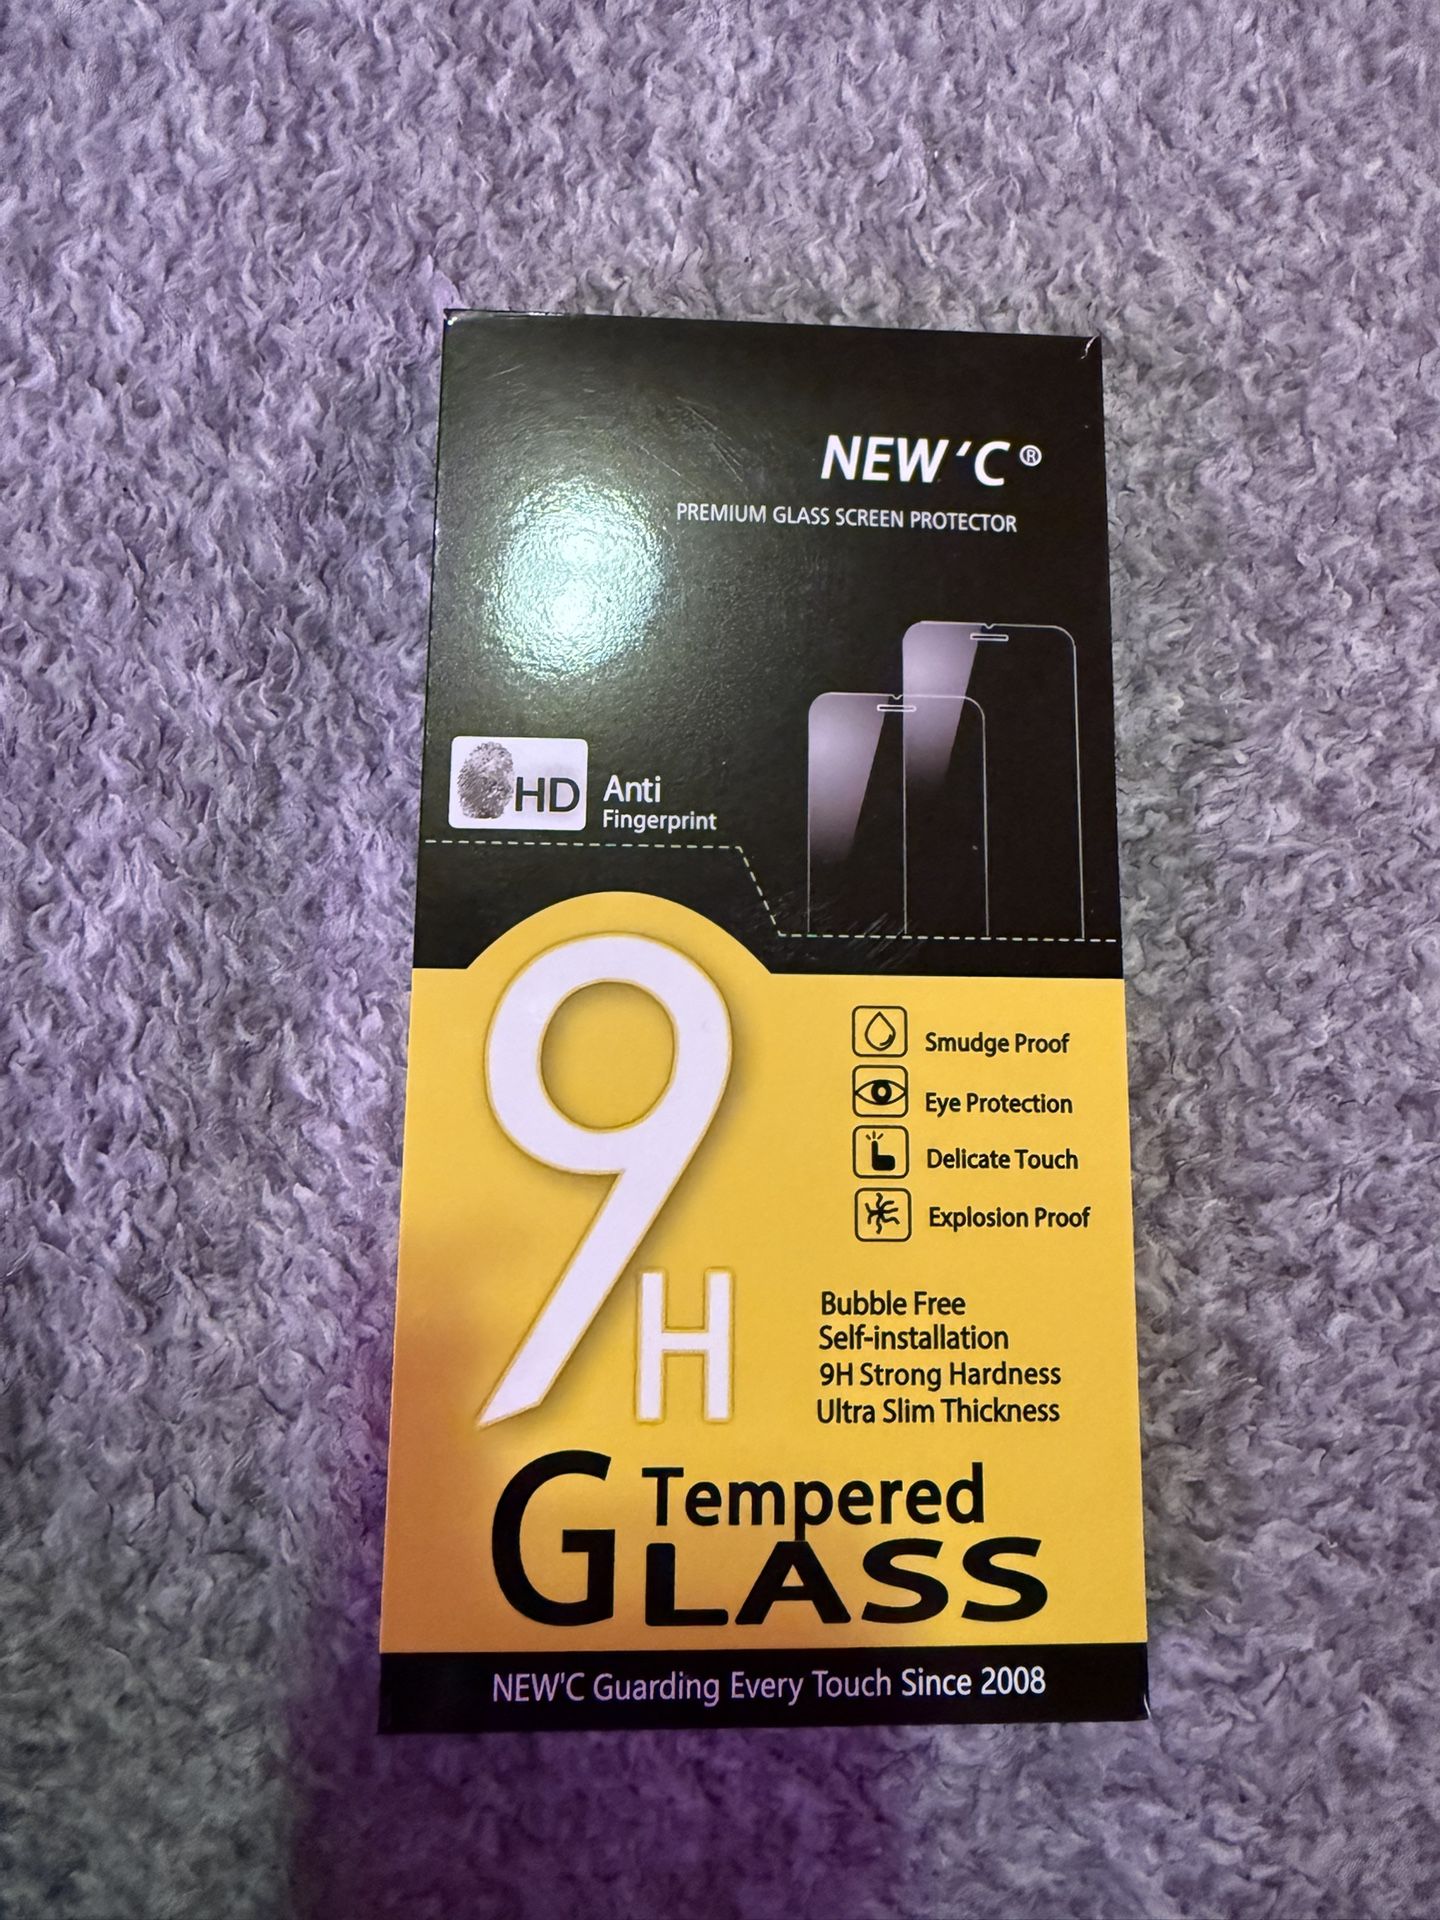 NEW'C®
PREMIUM GLASS SCREEN PROTECTOR
HD Anti
Fingerprint
9H
Smudge Proof
Eye Protection
Delicate Touch
Explosion Proof
Bubble Free
Self-installation
9H Strong Hardness
Ultra Slim Thickness
Tempered
GLASS
NEW'C Guarding Every Touch Since 2008